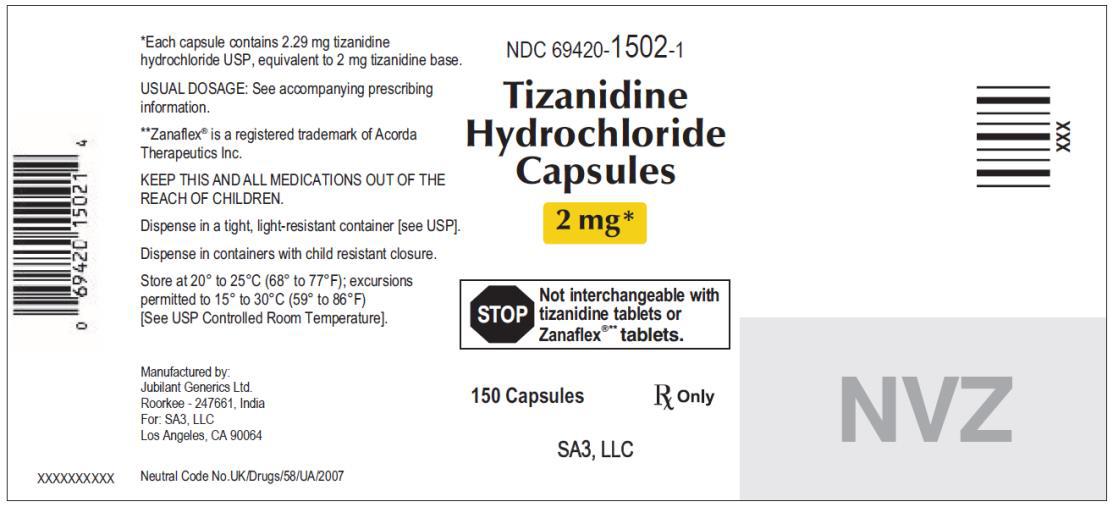 *Each capsule contains 2.29 mg tizanidine
hydrochloride USP, equivalent to 2 mg tizanidine base.
USUAL DOSAGE: See accompanying prescribing
information.
**Zanaflex® is a registered trademark of Acorda
Therapeutics Inc.
KEEP THIS AND ALL MEDICATIONS OUT OF THE
REACH OF CHILDREN.
Dispense in a tight, light-resistant container [see USP].
Dispense in containers with child resistant closure.
Store at 20° to 25°C (68° to 77°F); excursions
permitted to 15° to 30°C (59° to 86°F)
[See USP Controlled Room Temperature].
Manufactured by:
Jubilant Generics Ltd.
Roorkee - 247661, India
For: SA3, LLC
Los Angeles, CA 90064
XXXXXXXXXX
Neutral Code No.UK/Drugs/58/UA/2007
0 69420 15021 4
NDC 69420-1502-1
Tizanidine
Hydrochloride
Capsules
2 mg*
STOP
Not interchangeable with
tizanidine tablets or
Zanaflex®** tablets.
150 Capsules
Rx Only
SA3, LLC
XXX
NVZ